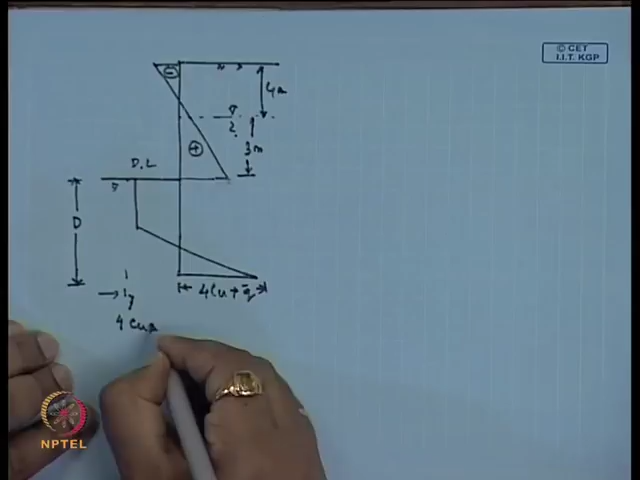 © CET
I.I.T. KGP
4m
3m
D.L
D
4Cu + q̄
4 Cu
NPTEL